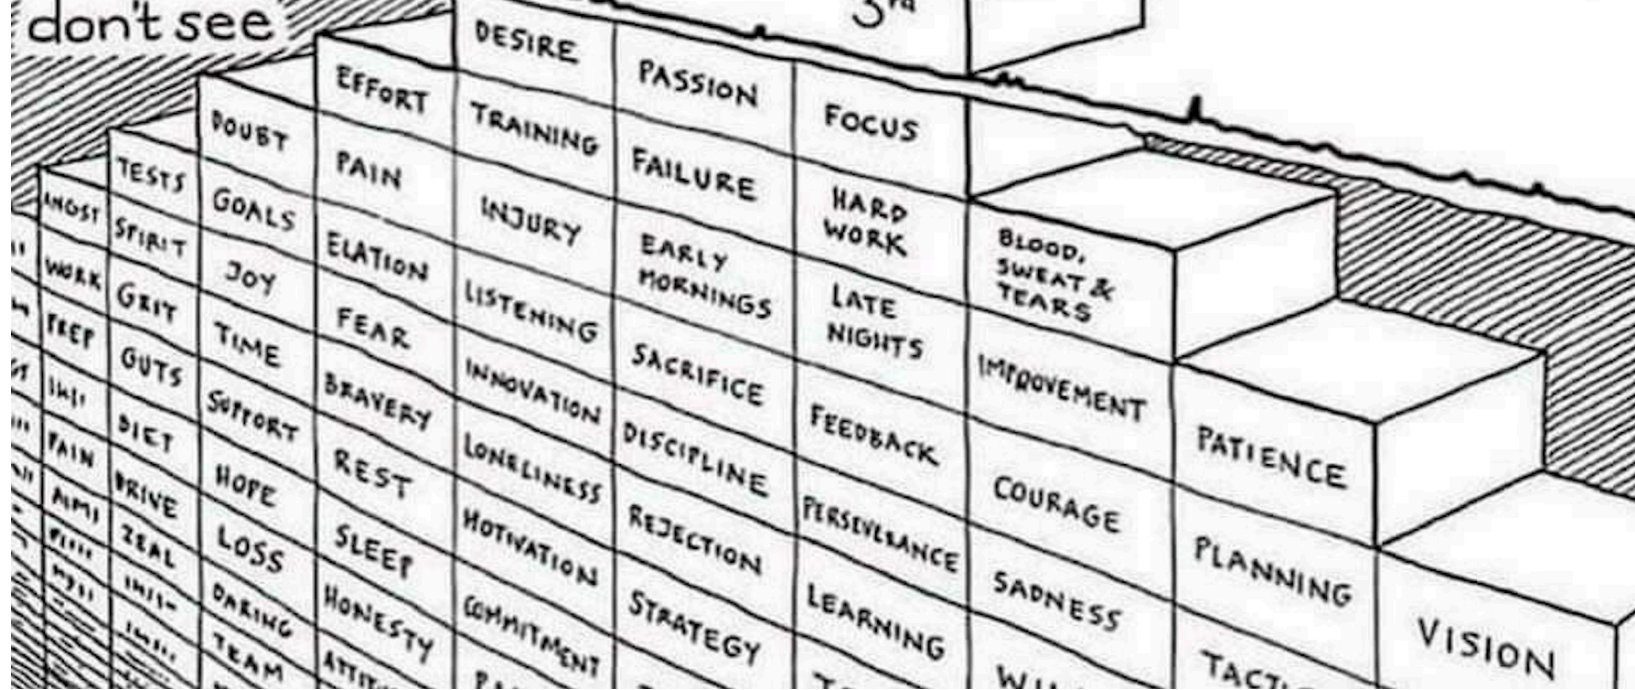 don't see
3rd
DESIRE
PASSION
FOCUS
EFFORT
TRAINING
FAILURE
HARD
WORK
BLOOD,
SWEAT &
TEARS
DOUBT
PAIN
INJURY
EARLY
MORNINGS
LATE
NIGHTS
IMPROVEMENT
PATIENCE
TESTS
GOALS
ELATION
LISTENING
SACRIFICE
FEEDBACK
COURAGE
PLANNING
VISION
ANGST
SPIRIT
JOY
FEAR
INNOVATION
DISCIPLINE
PERSEVERANCE
SADNESS
WORK
GRIT
TIME
BRAVERY
LONELINESS
REJECTION
LEARNING
PREP
GUTS
SUPPORT
REST
MOTIVATION
STRATEGY
DIET
HOPE
SLEEP
COMMITMENT
PAIN
DRIVE
LOSS
HONESTY
ZEAL
DARING
TEAM